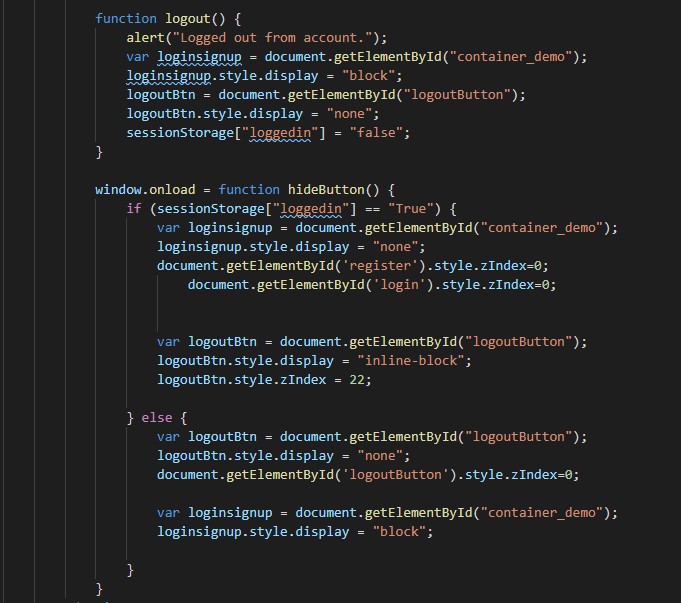 function logout() {
alert("Logged out from account.");
var loginsignup = document.getElementById("container_demo");
loginsignup.style.display = "block";
logoutBtn = document.getElementById("logoutButton");
logoutBtn.style.display = "none";
sessionStorage["loggedin"] = "false";
}
window.onload = function hideButton() {
if (sessionStorage["loggedin"] == "True") {
var loginsignup = document.getElementById("container_demo");
loginsignup.style.display = "none";
document.getElementById('register').style.zIndex=0;
document.getElementById('login').style.zIndex=0;
var logoutBtn = document.getElementById("logoutButton");
logoutBtn.style.display = "inline-block";
logoutBtn.style.zIndex = 22;
} else {
var logoutBtn = document.getElementById("logoutButton");
logoutBtn.style.display = "none";
document.getElementById('logoutButton').style.zIndex=0;
var loginsignup = document.getElementById("container_demo");
loginsignup.style.display = "block";
}
}